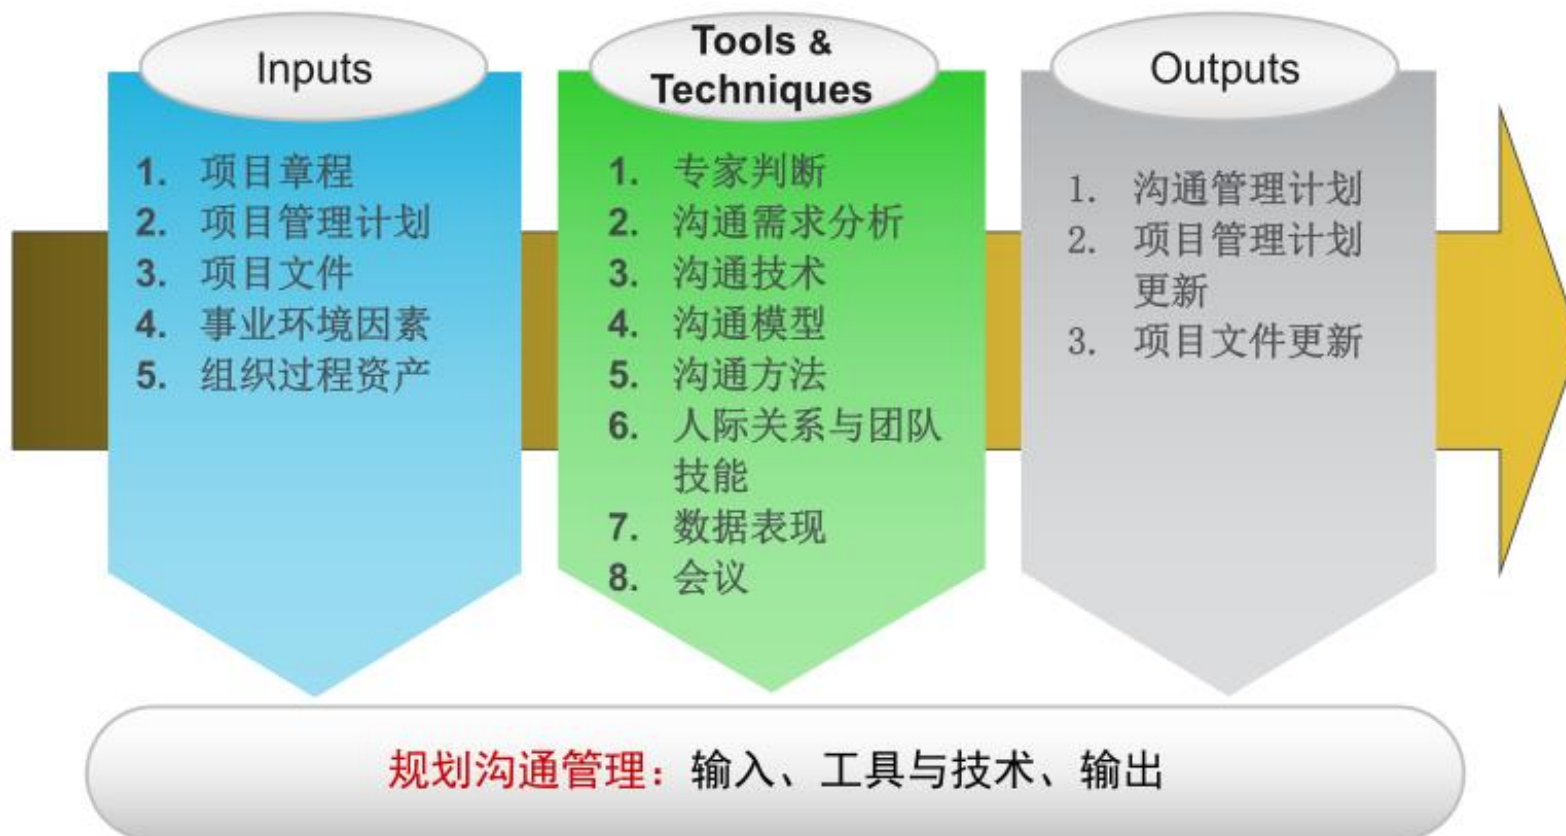 Inputs
1. 项目章程
2. 项目管理计划
3. 项目文件
4. 事业环境因素
5. 组织过程资产
Tools &
Techniques
1. 专家判断
2. 沟通需求分析
3. 沟通技术
4. 沟通模型
5. 沟通方法
6. 人际关系与团队
技能
7. 数据表现
8. 会议
Outputs
1. 沟通管理计划
2. 项目管理计划
更新
3. 项目文件更新
规划沟通管理：输入、工具与技术、输出